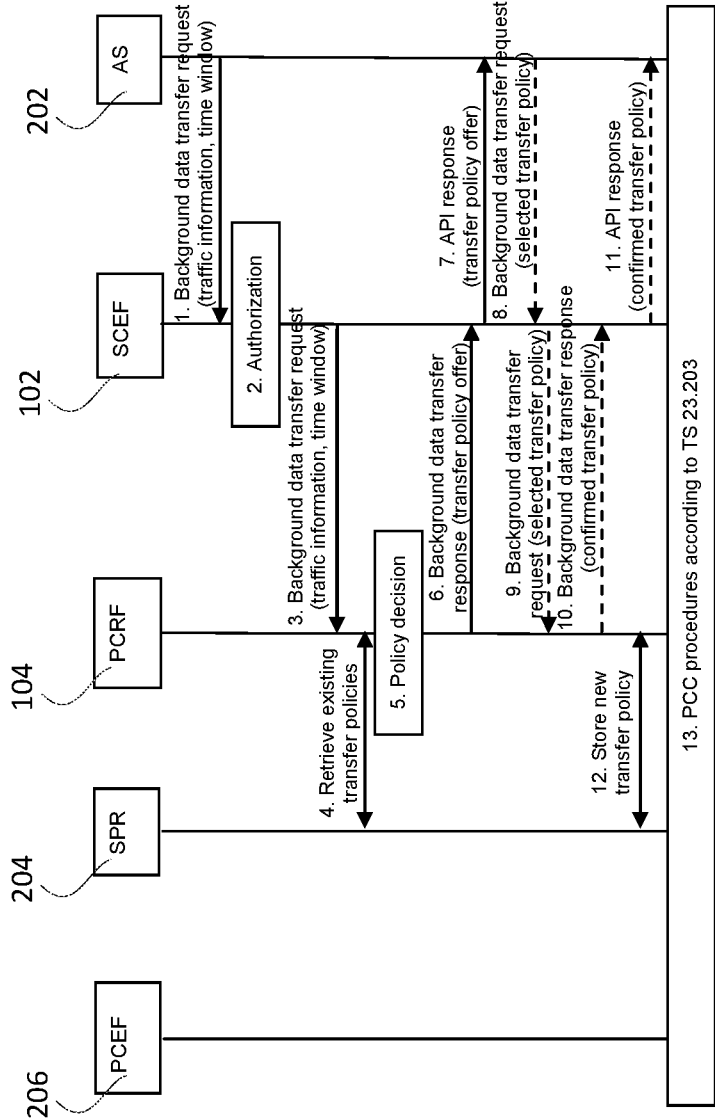 206
204
104
102
202
PCEF
SPR
PCRF
SCEF
AS
1. Background data transfer request
(traffic information, time window)
2. Authorization
3. Background data transfer request
(traffic information, time window)
4. Retrieve existing
transfer policies
5. Policy decision
6. Background data transfer
response (transfer policy offer)
7. API response
(transfer policy offer)
8. Background data transfer request
(selected transfer policy)
9. Background data transfer
request (selected transfer policy)
10. Background data transfer response
(confirmed transfer policy)
11. API response
(confirmed transfer policy)
12. Store new
transfer policy
13. PCC procedures according to TS 23.203